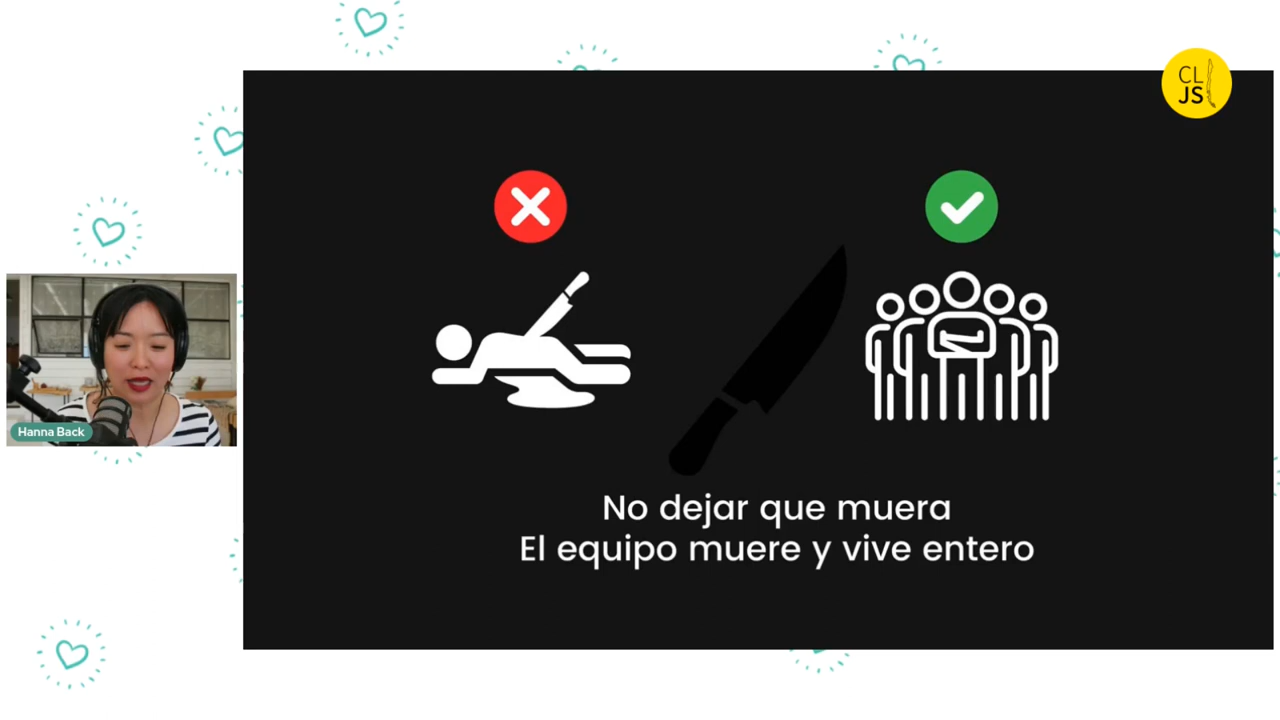 CL
JS
Hanna Back
No dejar que muera
El equipo muere y vive entero